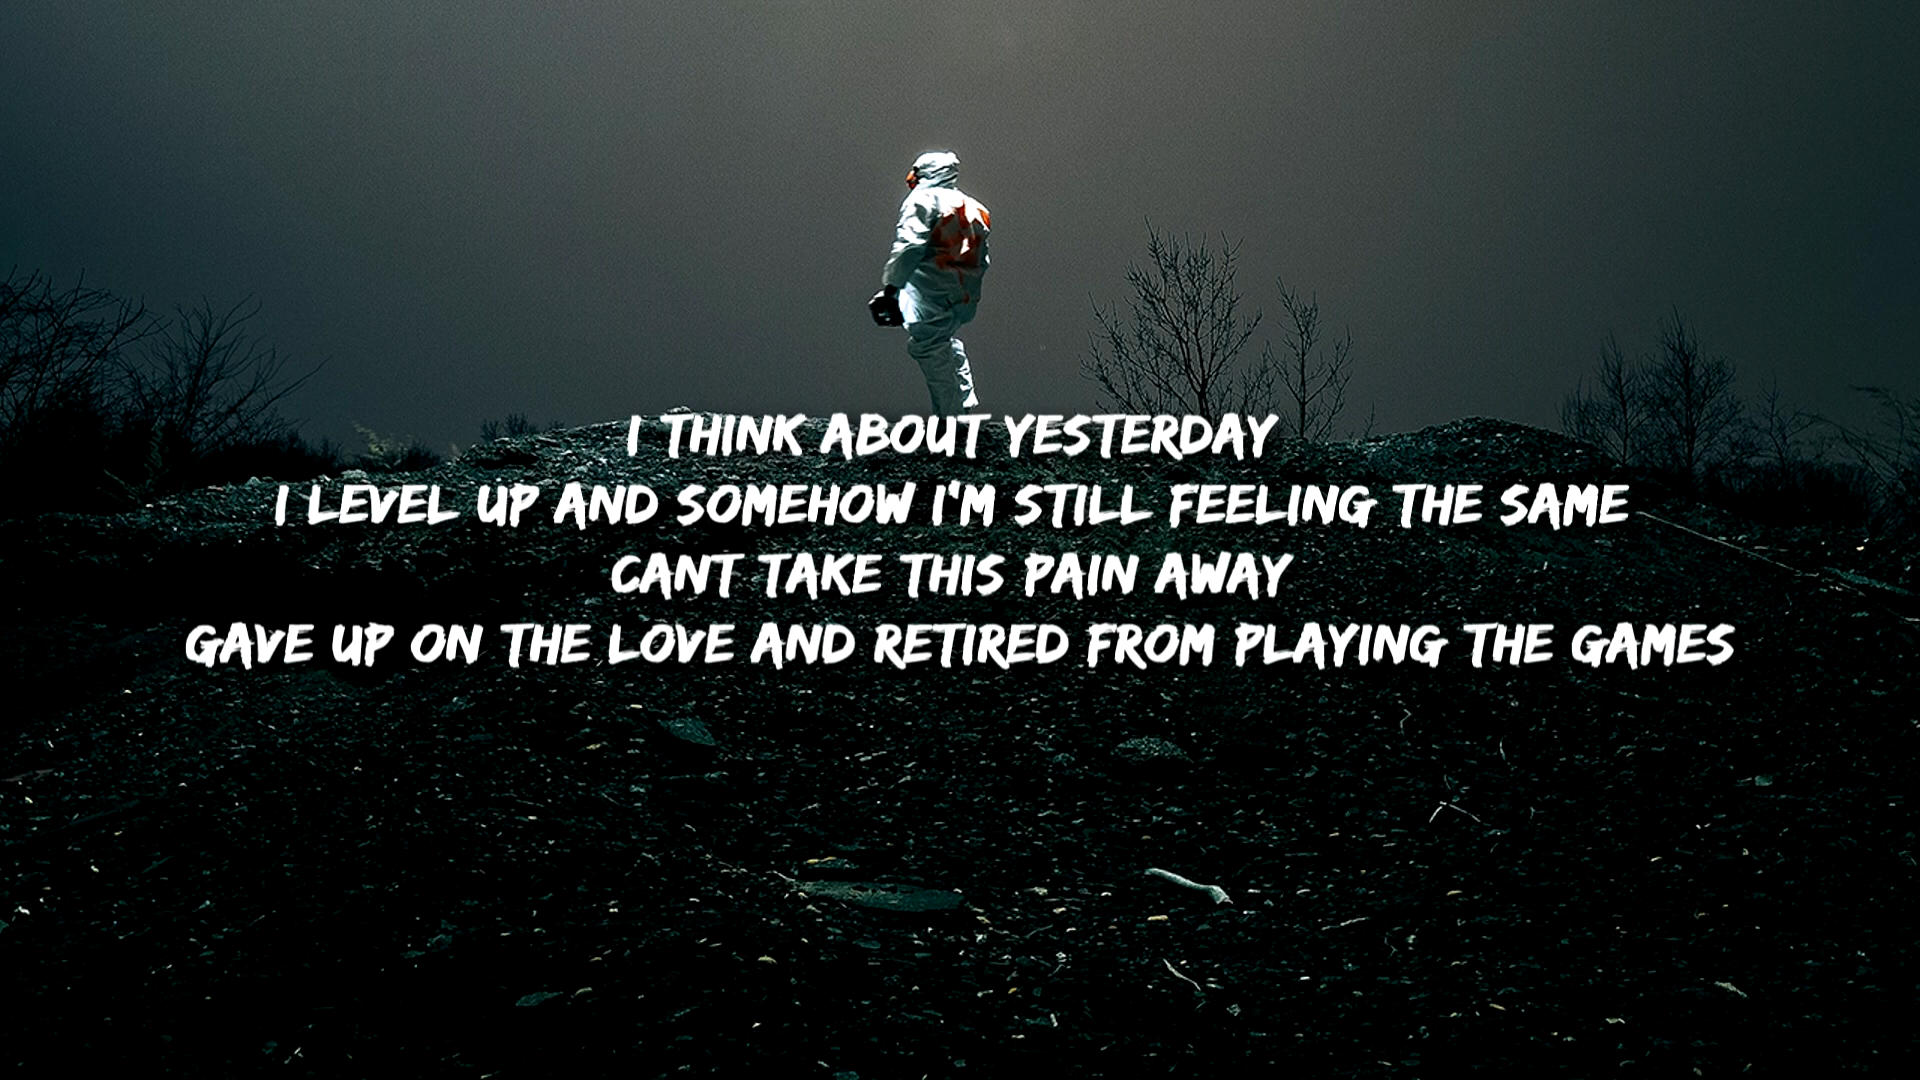 I THINK ABOUT YESTERDAY
I LEVEL UP AND SOMEHOW I'M STILL FEELING THE SAME
CANT TAKE THIS PAIN AWAY
GAVE UP ON THE LOVE AND RETIRED FROM PLAYING THE GAMES